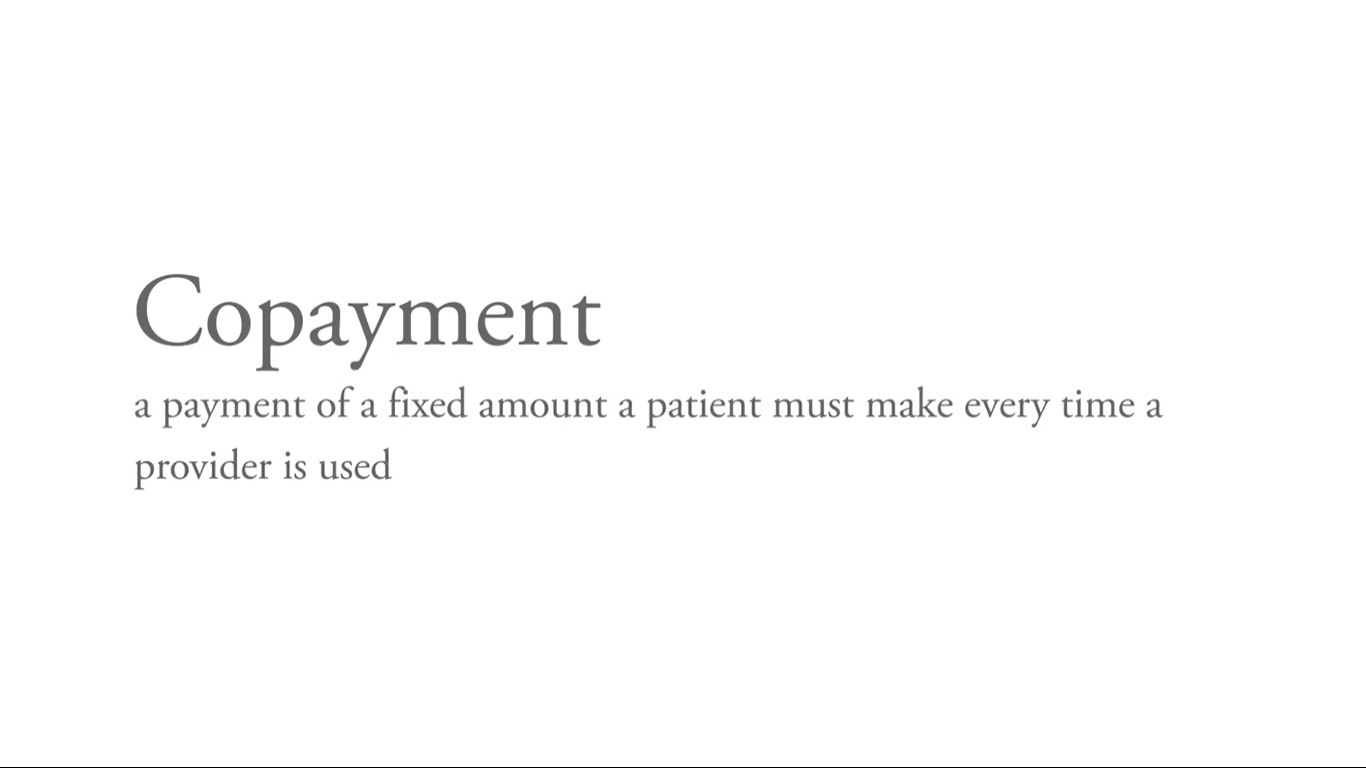 Copayment
a payment of a fixed amount a patient must make every time a
provider is used